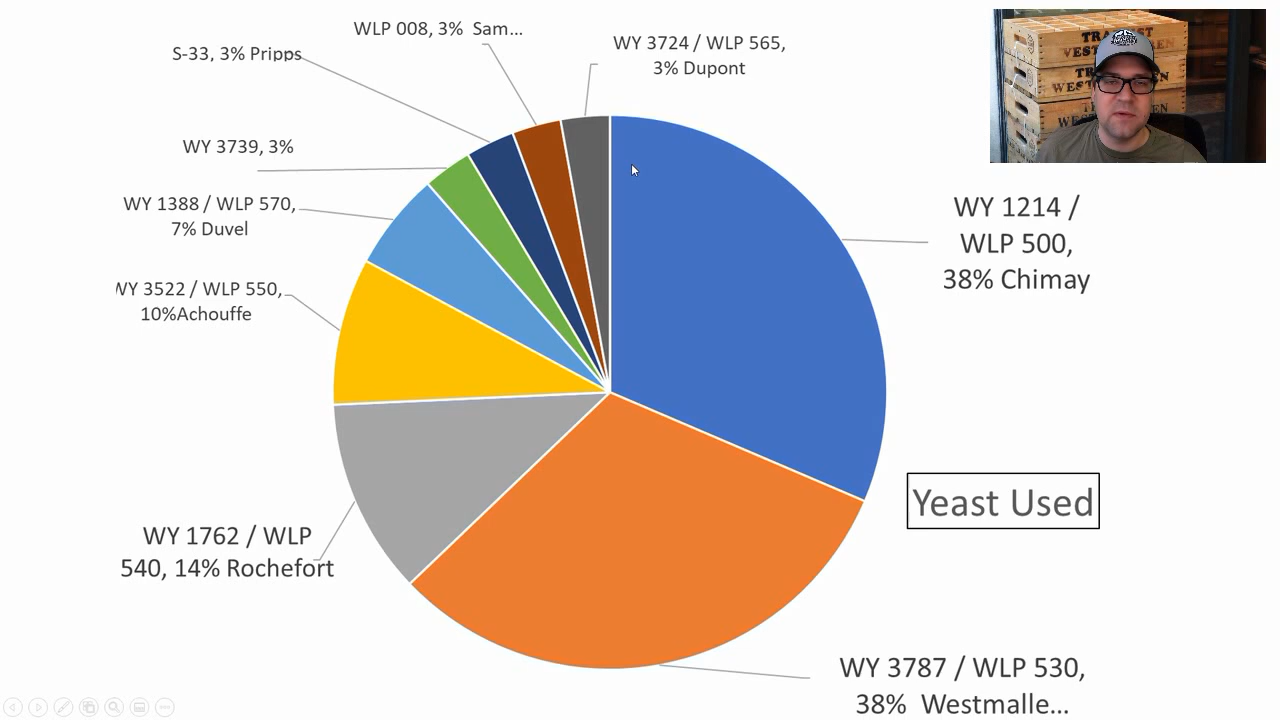 WLP 008, 3% Sam...
S-33, 3% Pripps
WY 3724 / WLP 565,
3% Dupont
WY 3739, 3%
WY 1388 / WLP 570,
7% Duvel
WY 3522 / WLP 550,
10%Achouffe
WY 1214 /
WLP 500,
38% Chimay
Yeast Used
WY 1762 / WLP
540, 14% Rochefort
WY 3787 / WLP 530,
38% Westmalle...